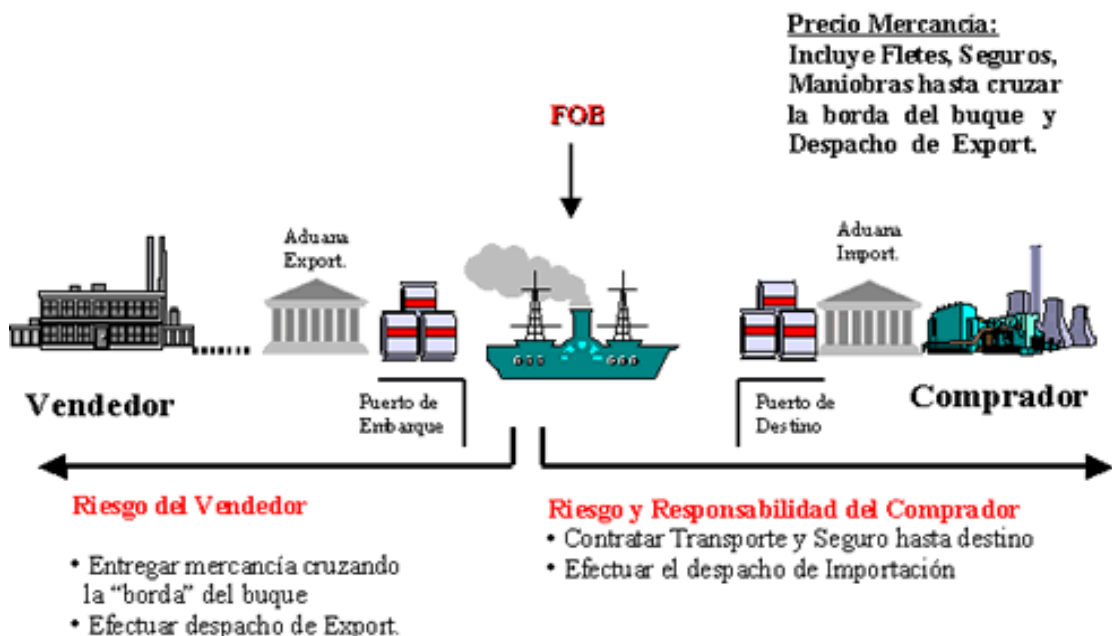 Precio Mercancía:
Incluye Fletes, Seguros,
Maniobras hasta cruzar
la borda del buque y
Despacho de Export.
FOB
Aduana
Export.
Aduana
Import.
Vendedor
Puerto de
Embarque
Puerto de
Destino
Comprador
Riesgo del Vendedor
• Entregar mercancía cruzando
la "borda" del buque
• Efectuar despacho de Export.
Riesgo y Responsabilidad del Comprador
• Contratar Transporte y Seguro hasta destino
• Efectuar el despacho de Importación